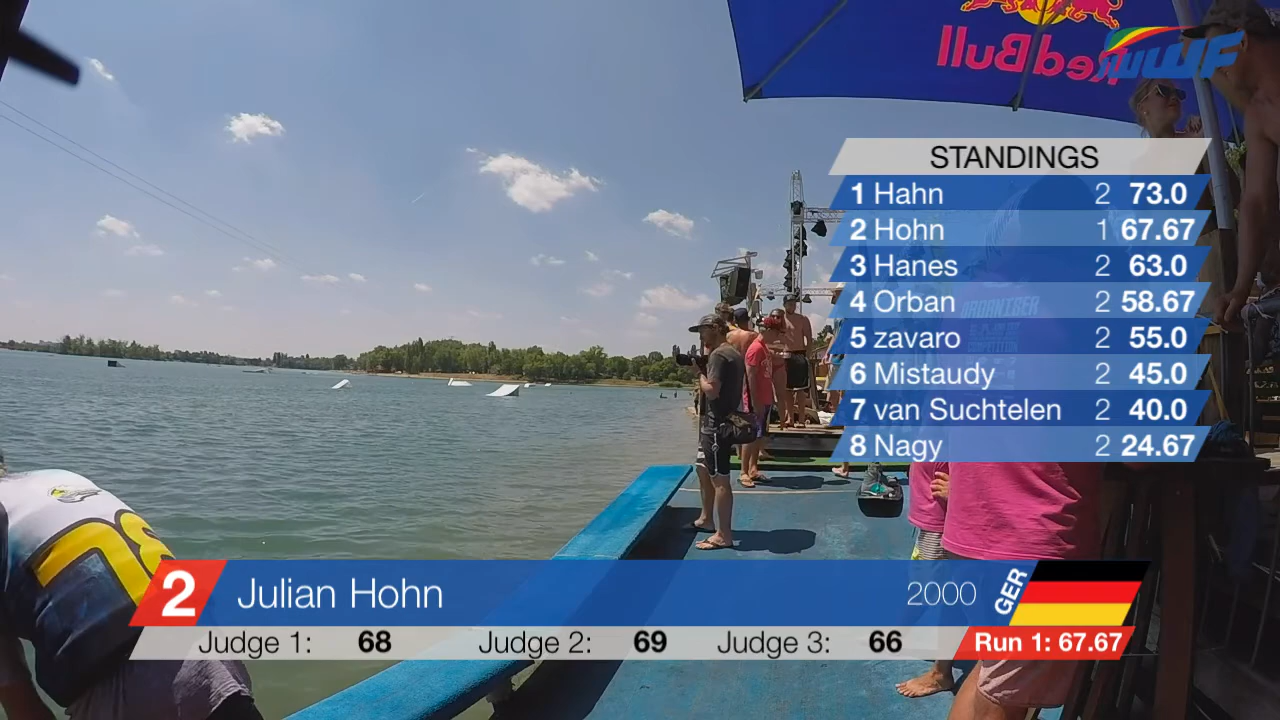 RedBull
IWWF
STANDINGS
1 Hahn 2 73.0
2 Hohn 1 67.67
3 Hanes 2 63.0
4 Orban 2 58.67
5 zavaro 2 55.0
6 Mistaudy 2 45.0
7 van Suchtelen 2 40.0
8 Nagy 2 24.67
ORGANISER
2 Julian Hohn 2000 GER
Judge 1: 68 Judge 2: 69 Judge 3: 66 Run 1: 67.67